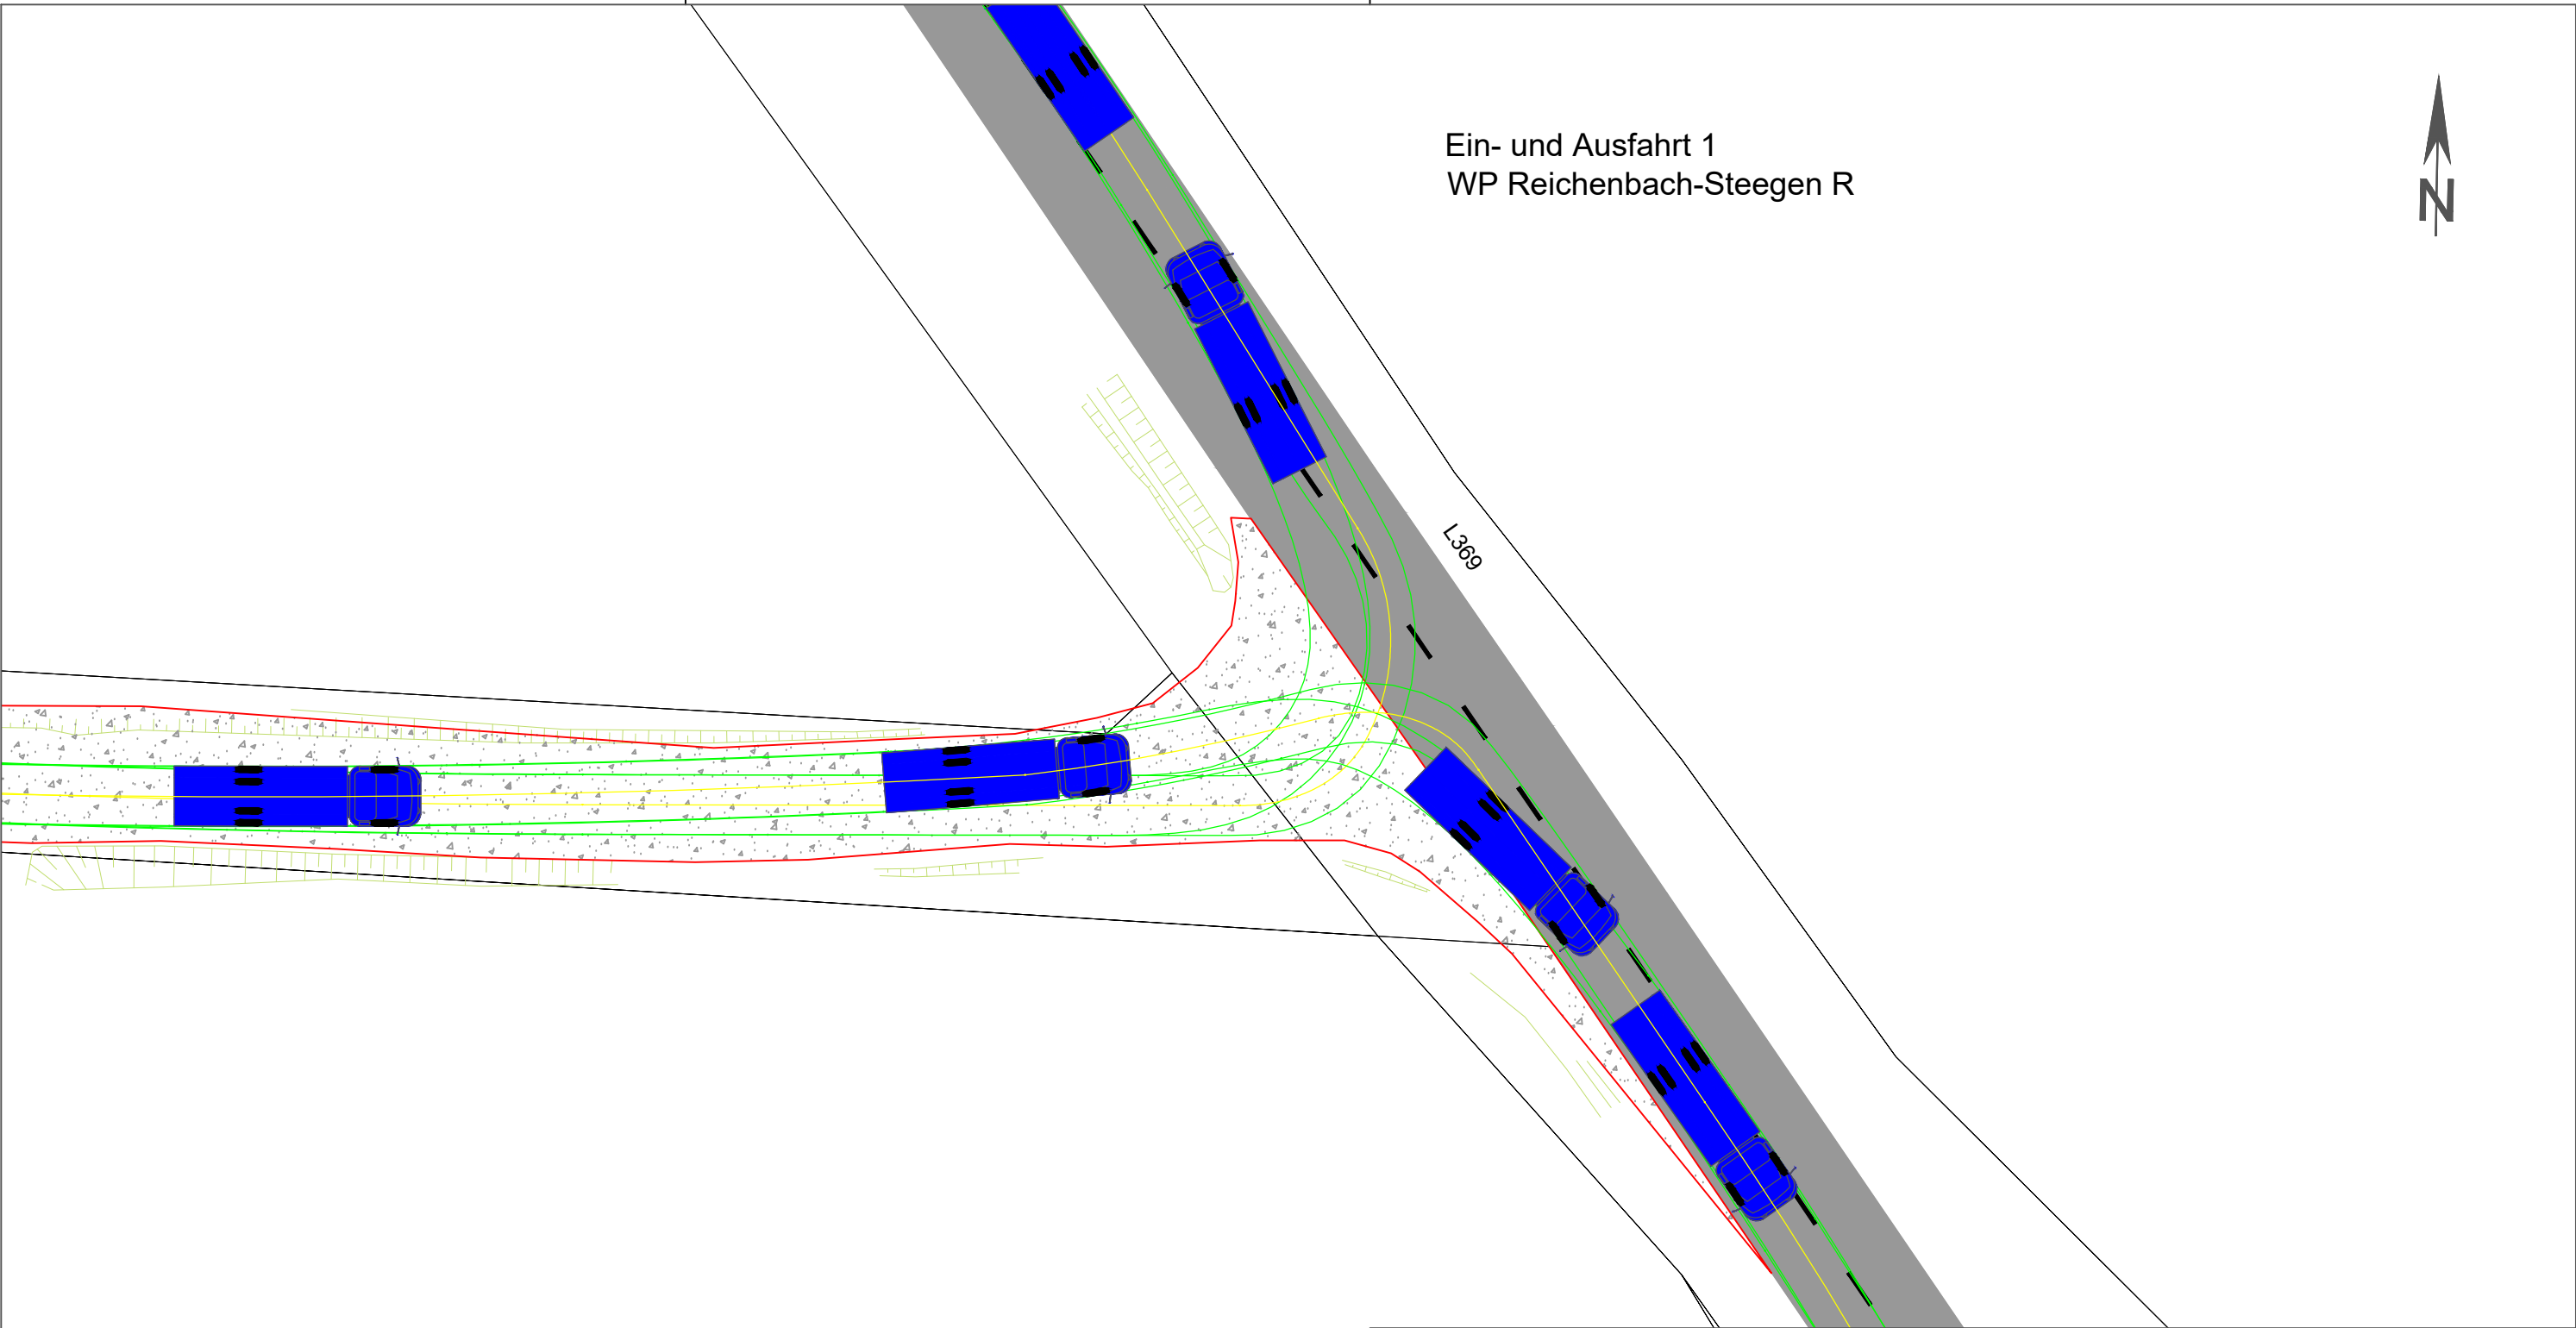 Ein- und Ausfahrt 1
WP Reichenbach-Steegen R
N
L369